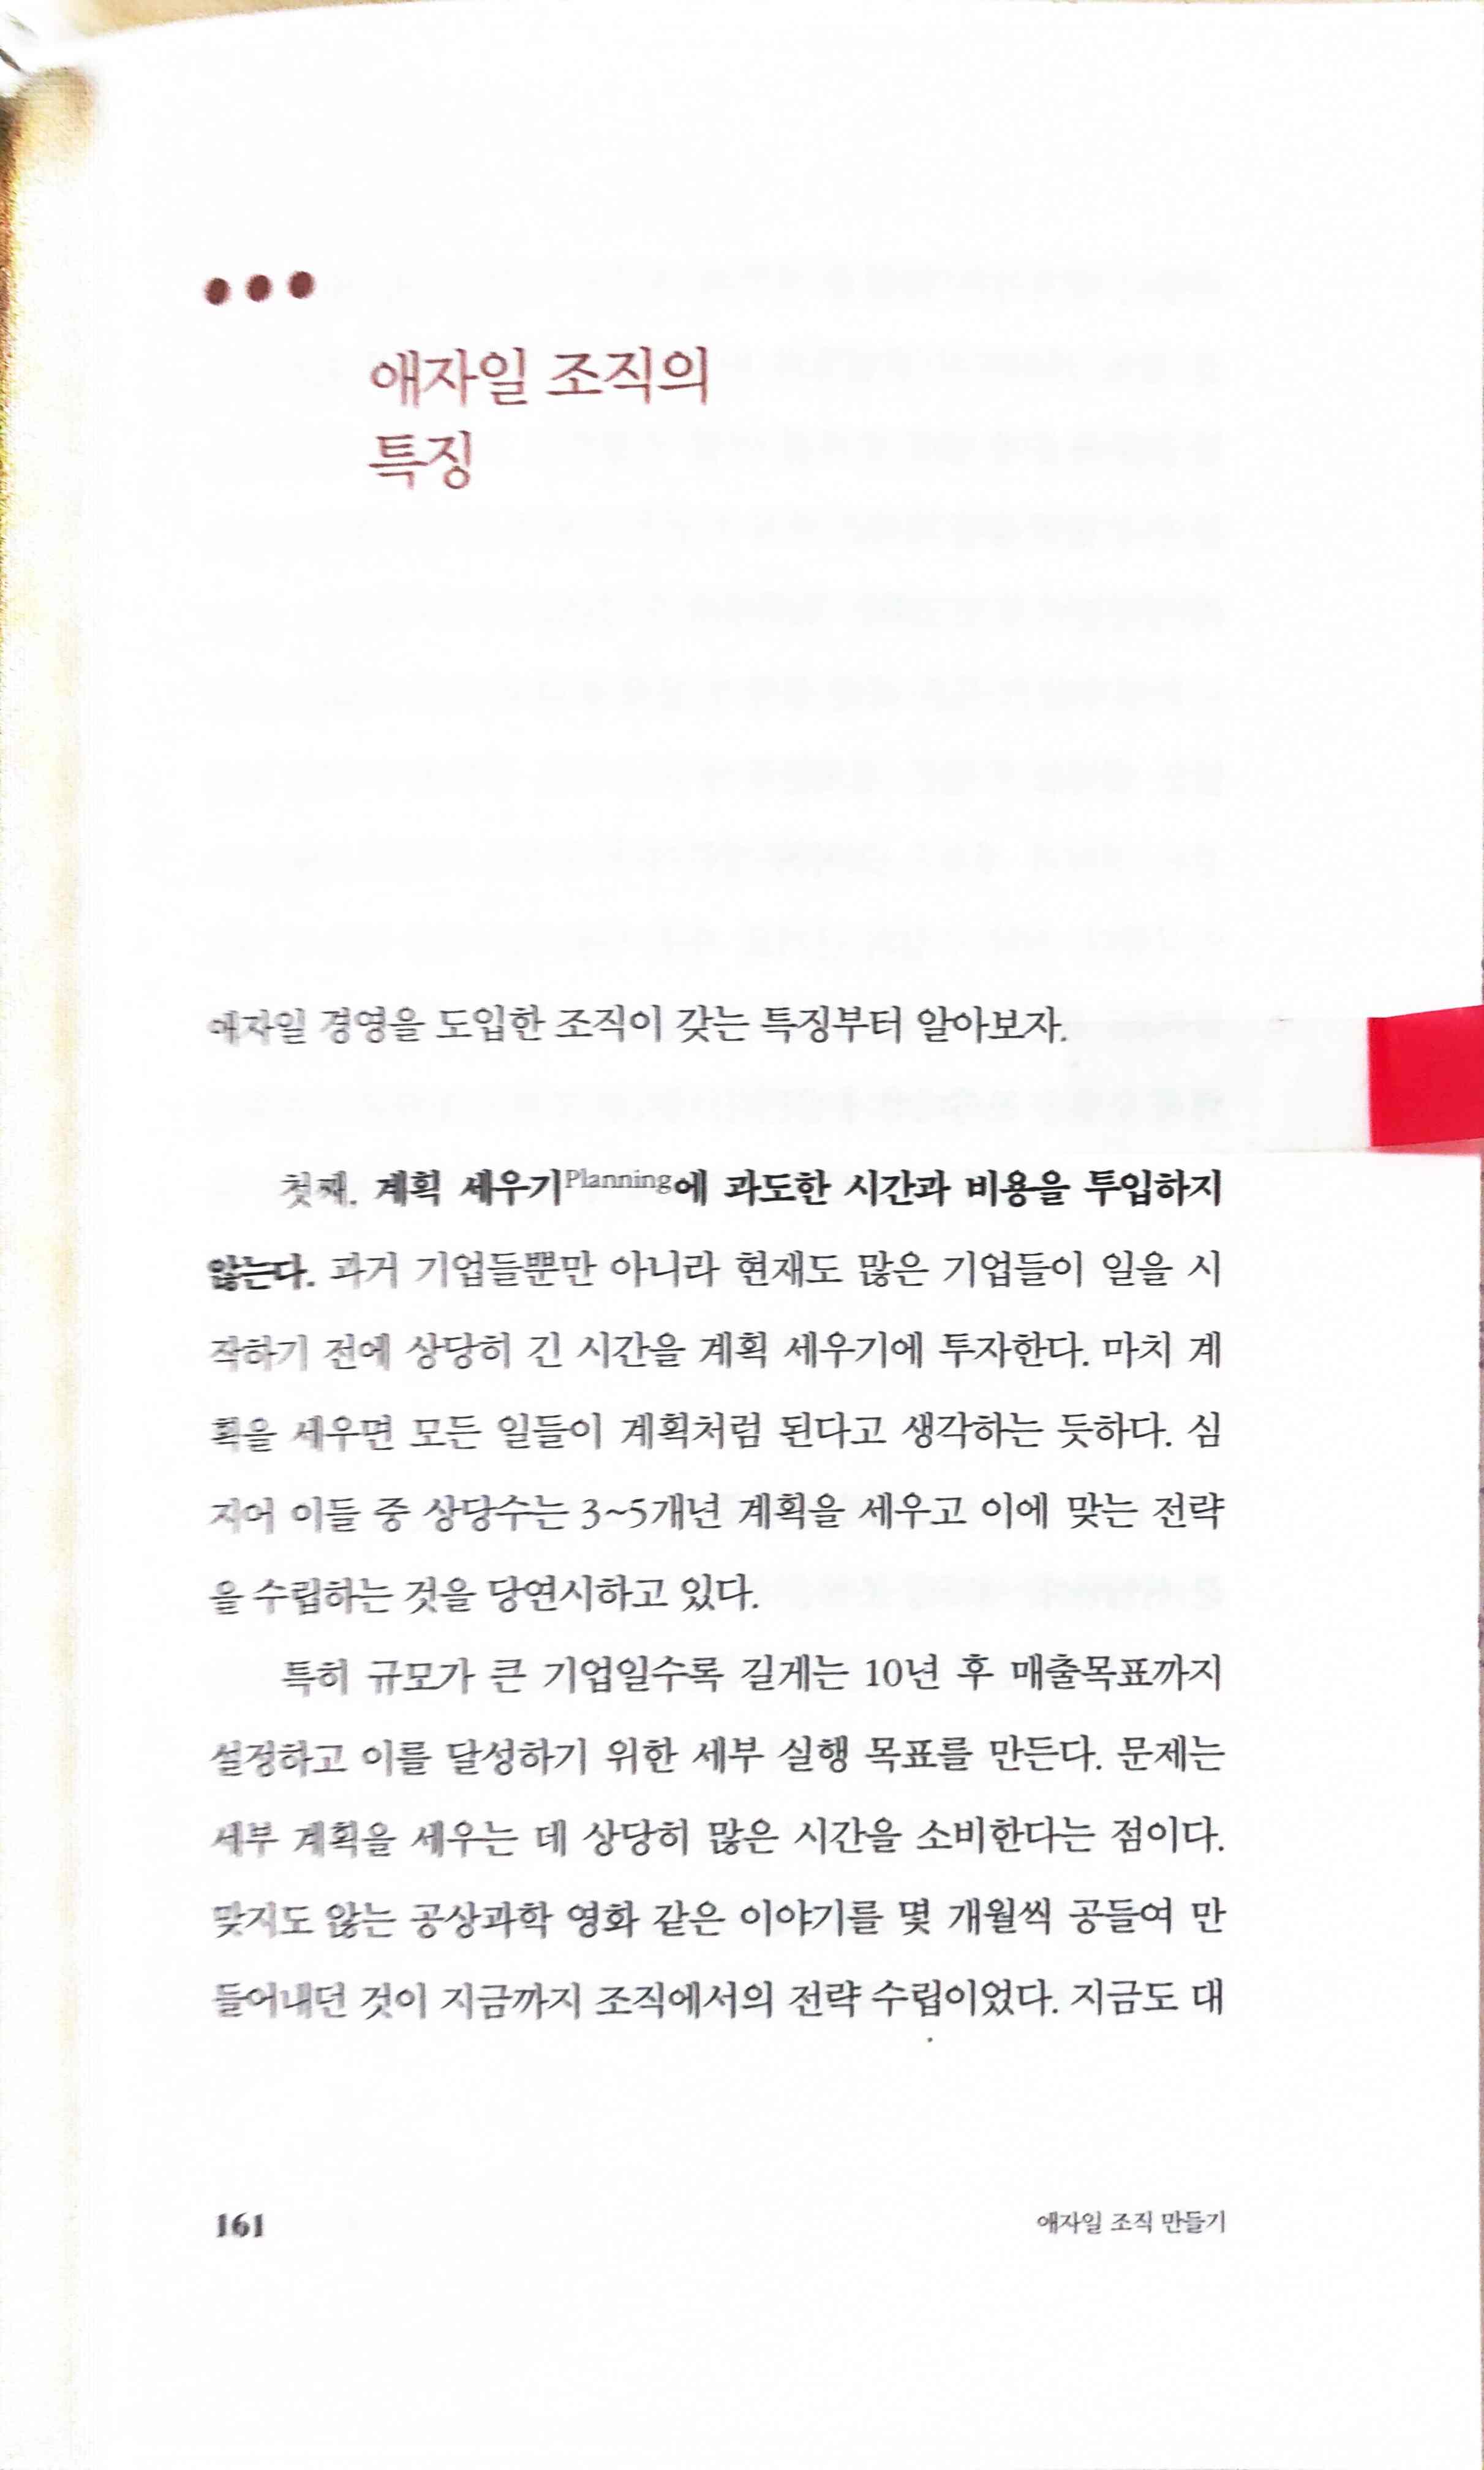 애자일 조직의
특징
애자일 경영을 도입한 조직이 갖는 특징부터 알아보자.
첫째, 계획 세우기Planning에 과도한 시간과 비용을 투입하지
않는다. 과거 기업들뿐만 아니라 현재도 많은 기업들이 일을 시
작하기 전에 상당히 긴 시간을 계획 세우기에 투자한다. 마치 계
획을 세우면 모든 일들이 계획처럼 된다고 생각하는 듯하다. 심
지어 이들 중 상당수는 3~5개년 계획을 세우고 이에 맞는 전략
을 수립하는 것을 당연시하고 있다.
특히 규모가 큰 기업일수록 길게는 10년 후 매출목표까지
설정하고 이를 달성하기 위한 세부 실행 목표를 만든다. 문제는
세부 계획을 세우는 데 상당히 많은 시간을 소비한다는 점이다.
맞지도 않는 공상과학 영화 같은 이야기를 몇 개월씩 공들여 만
들어내던 것이 지금까지 조직에서의 전략 수립이었다. 지금도 대
161
애자일 조직 만들기